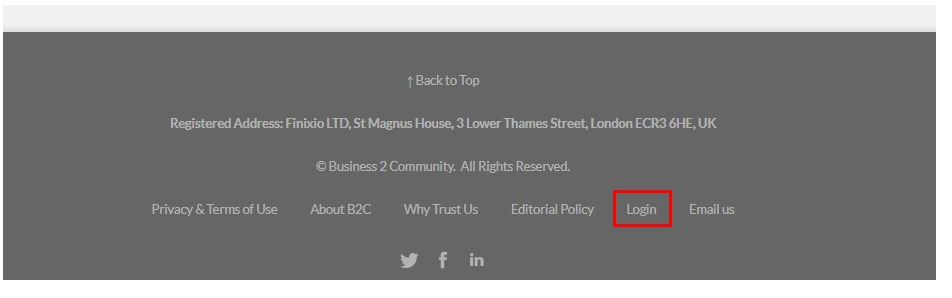 ↑ Back to Top
Registered Address: Finixio LTD, St Magnus House, 3 Lower Thames Street, London ECR3 6HE, UK
© Business 2 Community. All Rights Reserved.
Privacy & Terms of Use About B2C Why Trust Us Editorial Policy Login Email us